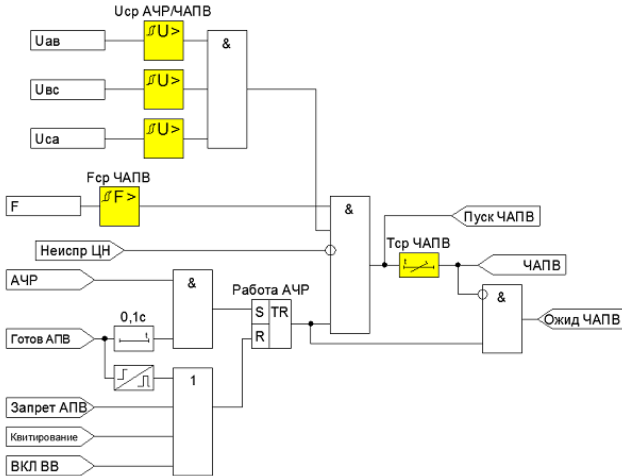 Uср АЧР/ЧАПВ
Uав
U>
&
Uвс
U>
Uса
U>
Fср ЧАПВ
F
F>
&
Пуск ЧАПВ
Неиспр ЦН
Tср ЧАПВ
t
ЧАПВ
АЧР
&
Работа АЧР
&
0,1с
S TR
Ожид ЧАПВ
Готов АПВ
t
R
1
Запрет АПВ
Квитирование
ВКЛ ВВ